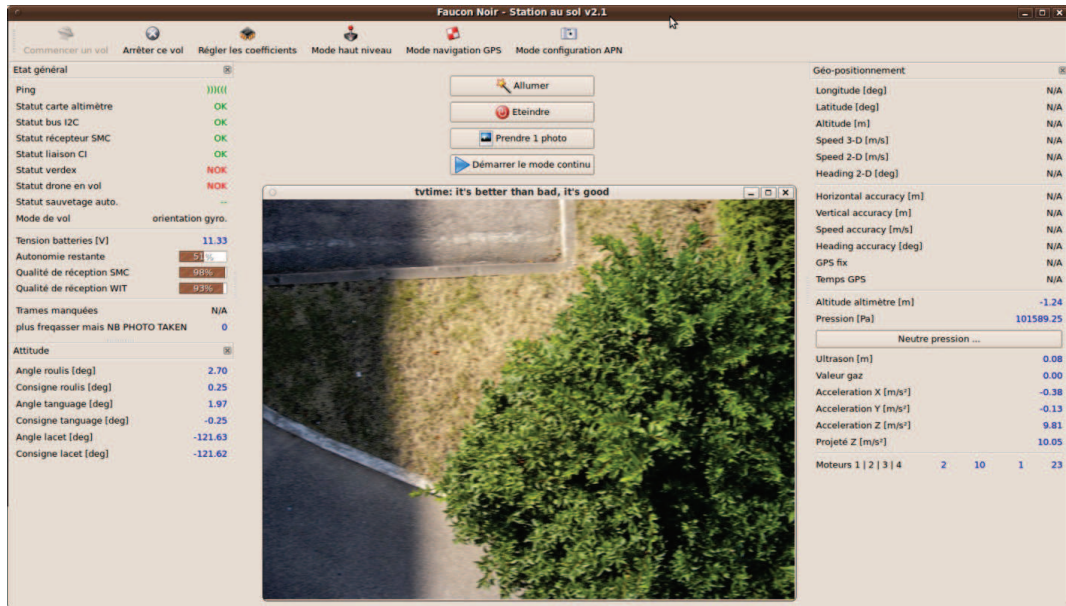 Faucon Noir - Station au sol v2.1
Commencer un vol Arrêter ce vol Régler les coefficients Mode haut niveau Mode navigation GPS Mode configuration APN
Etat général
Ping )))(((
Statut carte altimètre OK
Statut bus I2C OK
Statut récepteur SMC OK
Statut liaison CI OK
Statut verdex NOK
Statut drone en vol NOK
Statut sauvetage auto. --
Mode de vol orientation gyro.
Tension batteries [V] 11.33
Autonomie restante 51%
Qualité de réception SMC 98%
Qualité de réception WIT 93%
Trames manquées N/A
plus freqasser mais NB PHOTO TAKEN 0
Attitude
Angle roulis [deg] 2.70
Consigne roulis [deg] 0.25
Angle tanguage [deg] 1.97
Consigne tanguage [deg] -0.25
Angle lacet [deg] -121.63
Consigne lacet [deg] -121.62
Allumer
Eteindre
Prendre 1 photo
Démarrer le mode continu
tvtime: it's better than bad, it's good
Géo-positionnement
Longitude [deg] N/A
Latitude [deg] N/A
Altitude [m] N/A
Speed 3-D [m/s] N/A
Speed 2-D [m/s] N/A
Heading 2-D [deg] N/A
Horizontal accuracy [m] N/A
Vertical accuracy [m] N/A
Speed accuracy [m/s] N/A
Heading accuracy [deg] N/A
GPS fix N/A
Temps GPS N/A
Altitude altimètre [m] -1.24
Pression [Pa] 101589.25
Neutre pression ...
Ultrason [m] 0.08
Valeur gaz 0.00
Acceleration X [m/s²] -0.38
Acceleration Y [m/s²] -0.13
Acceleration Z [m/s²] 9.81
Projeté Z [m/s²] 10.05
Moteurs 1 | 2 | 3 | 4 2 10 1 23